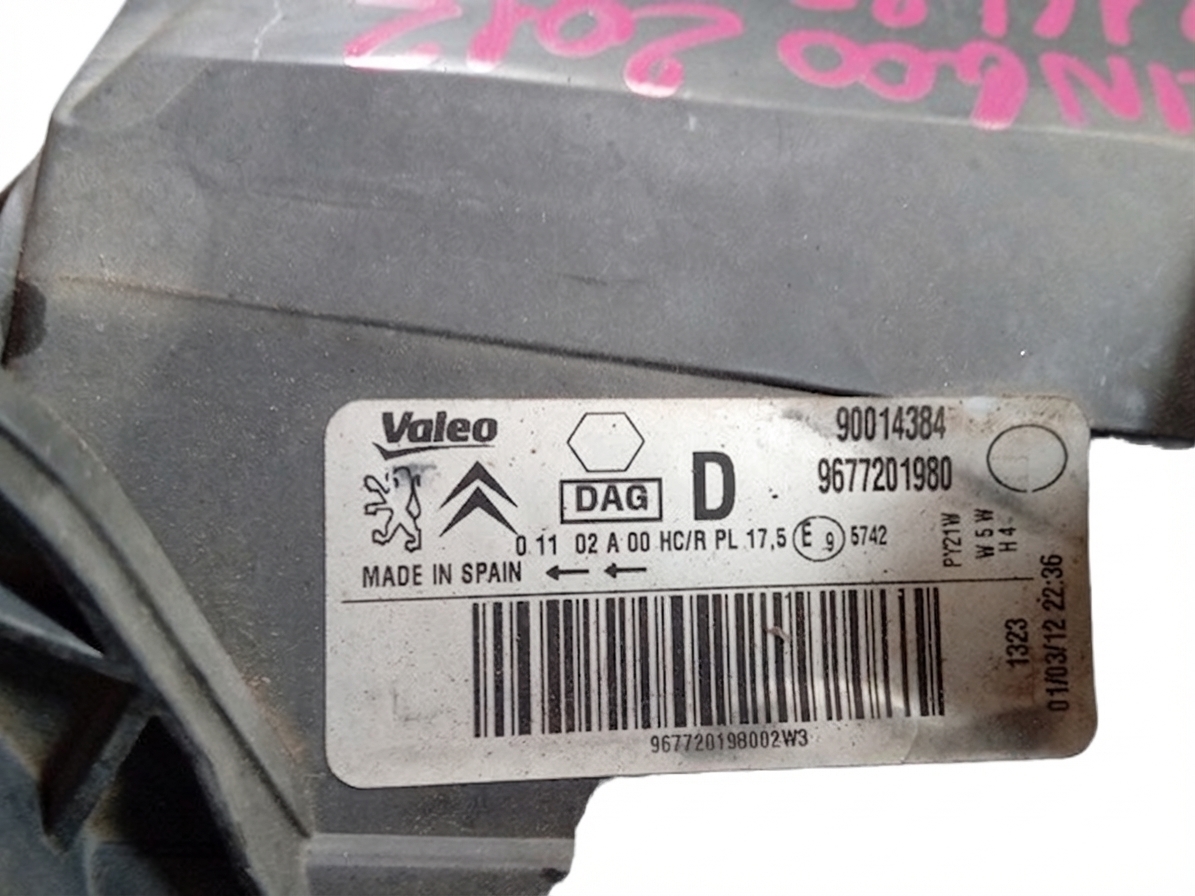 2012
Valeo
90014384
DAG
D
9677201980
0 11 02 A 00 HC/R PL 17,5 E 9 5742
MADE IN SPAIN
PY21W
W5W
H4
1323
01/03/12 22:36
967720198002W3